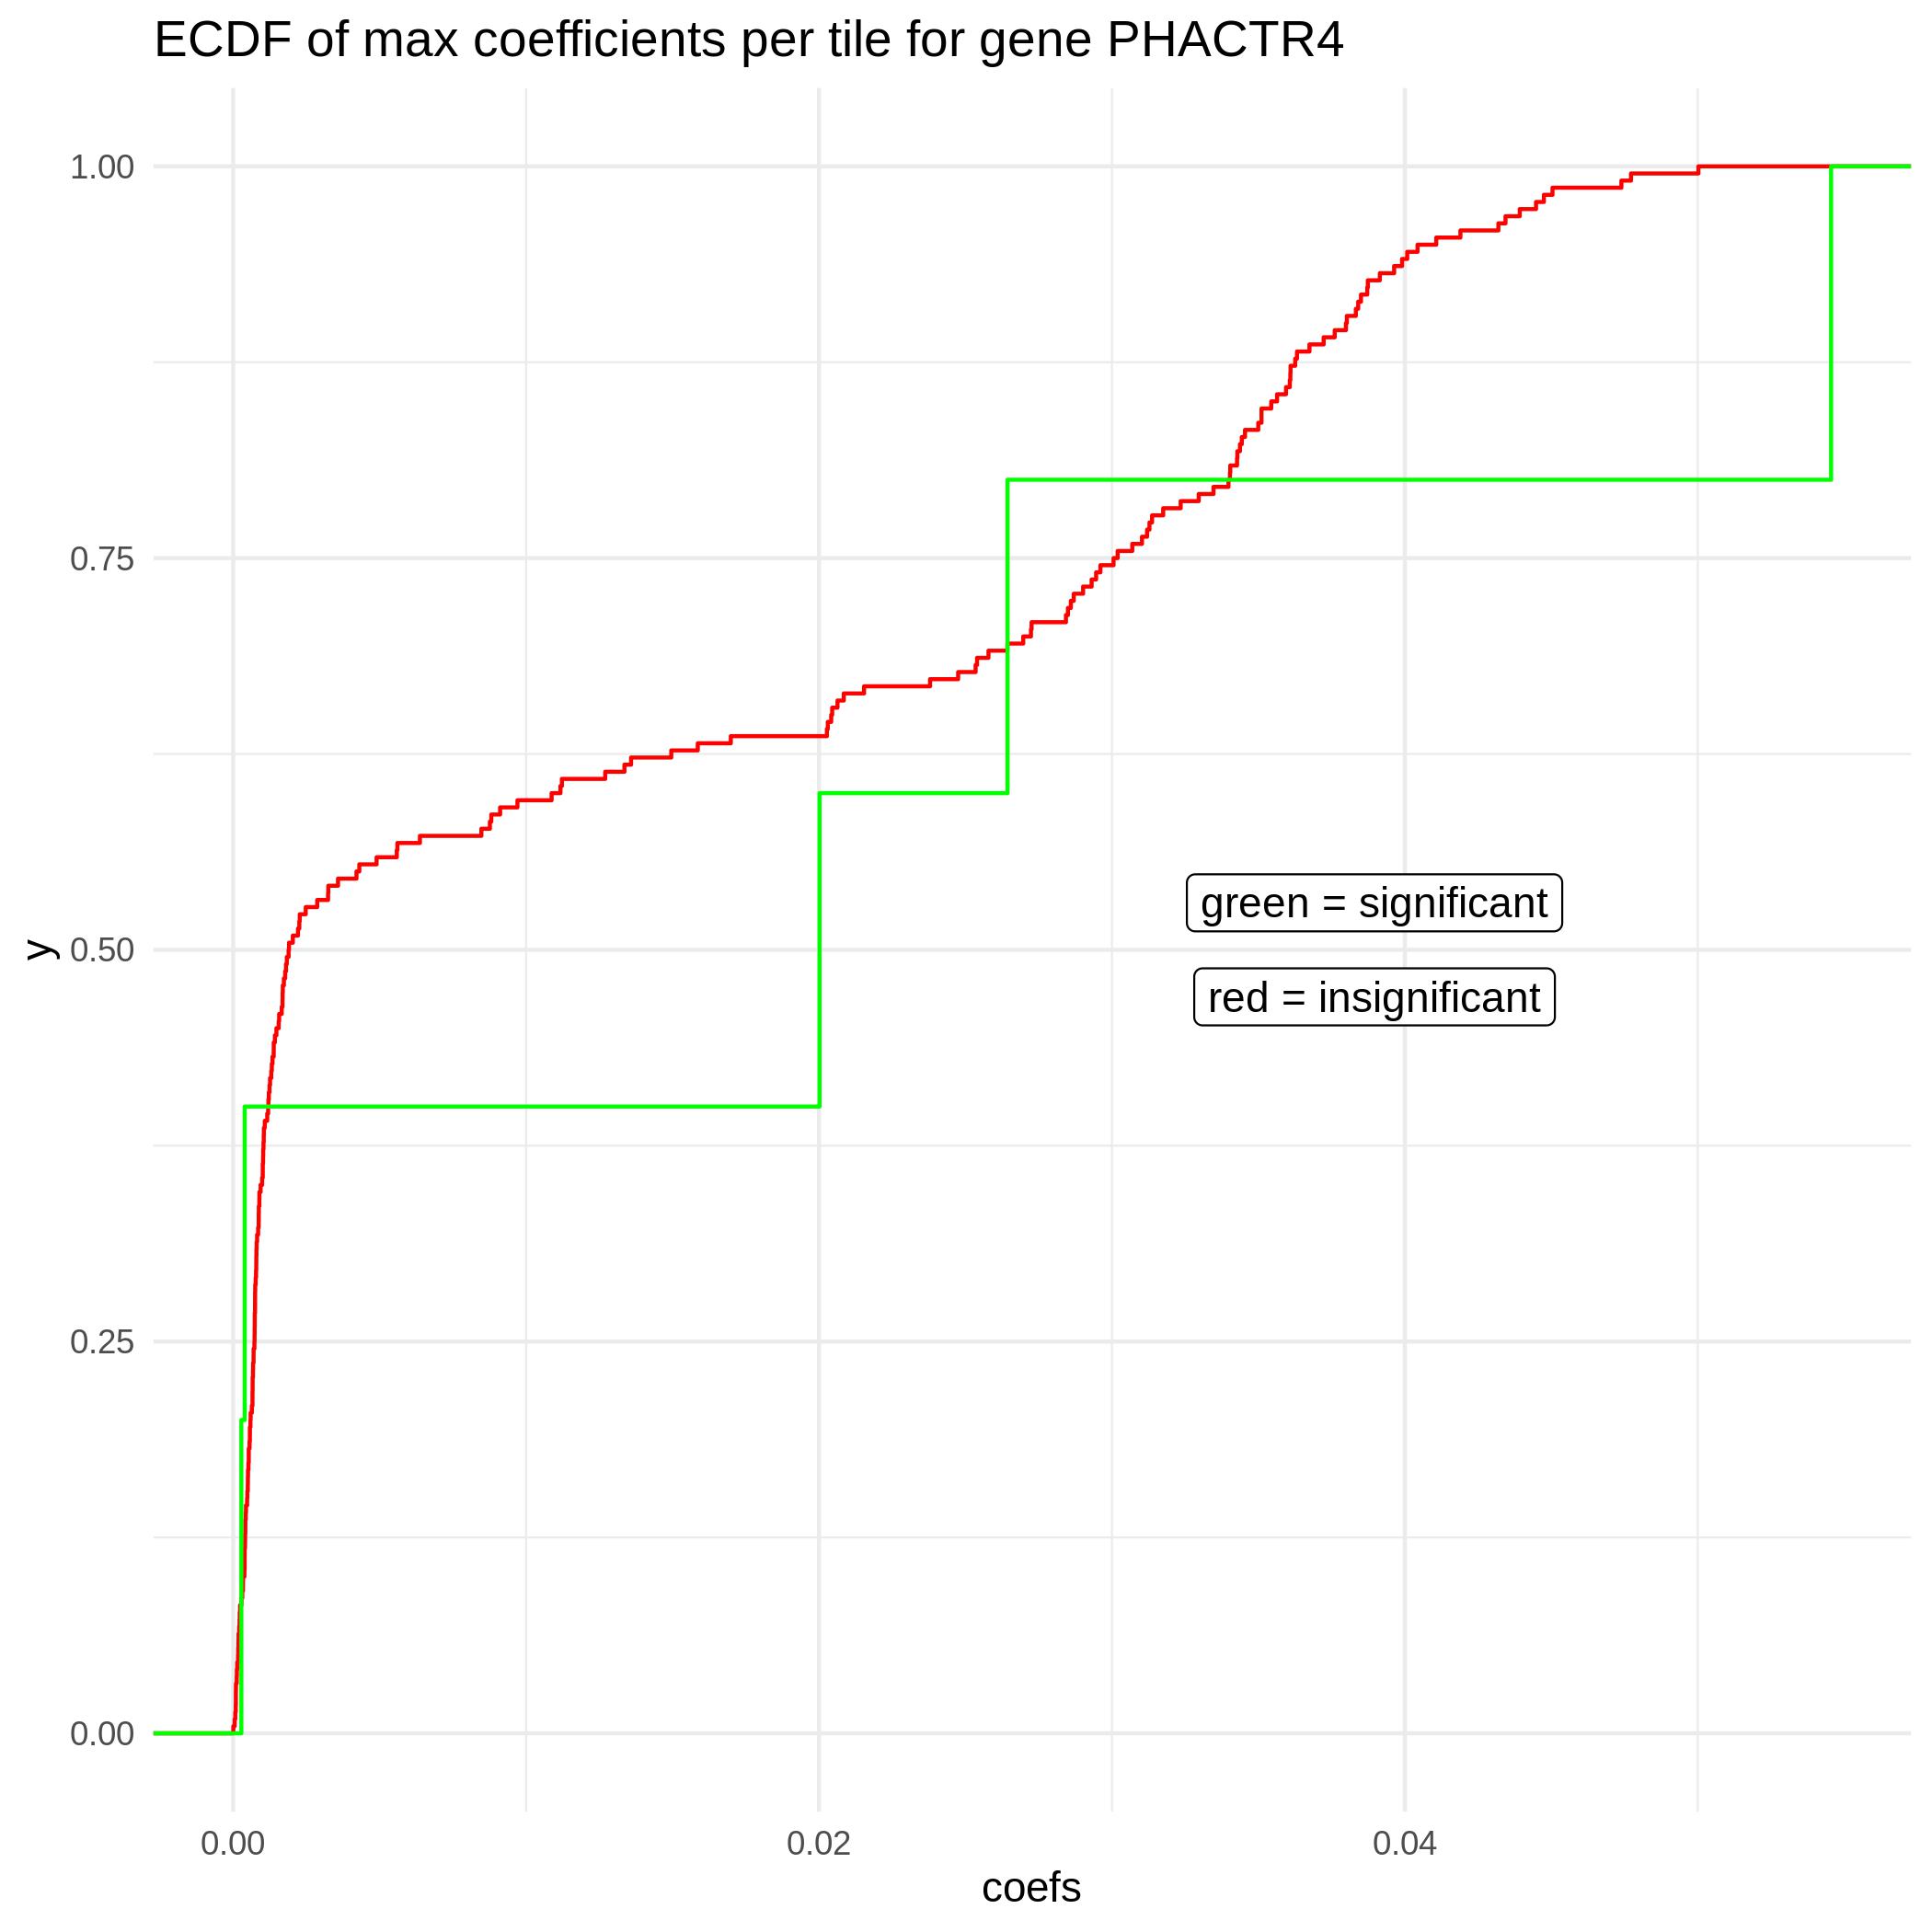 ECDF of max coefficients per tile for gene PHACTR4
1.00
0.75
0.50
0.25
0.00
y
green = significant
red = insignificant
0.00
0.02
0.04
coefs